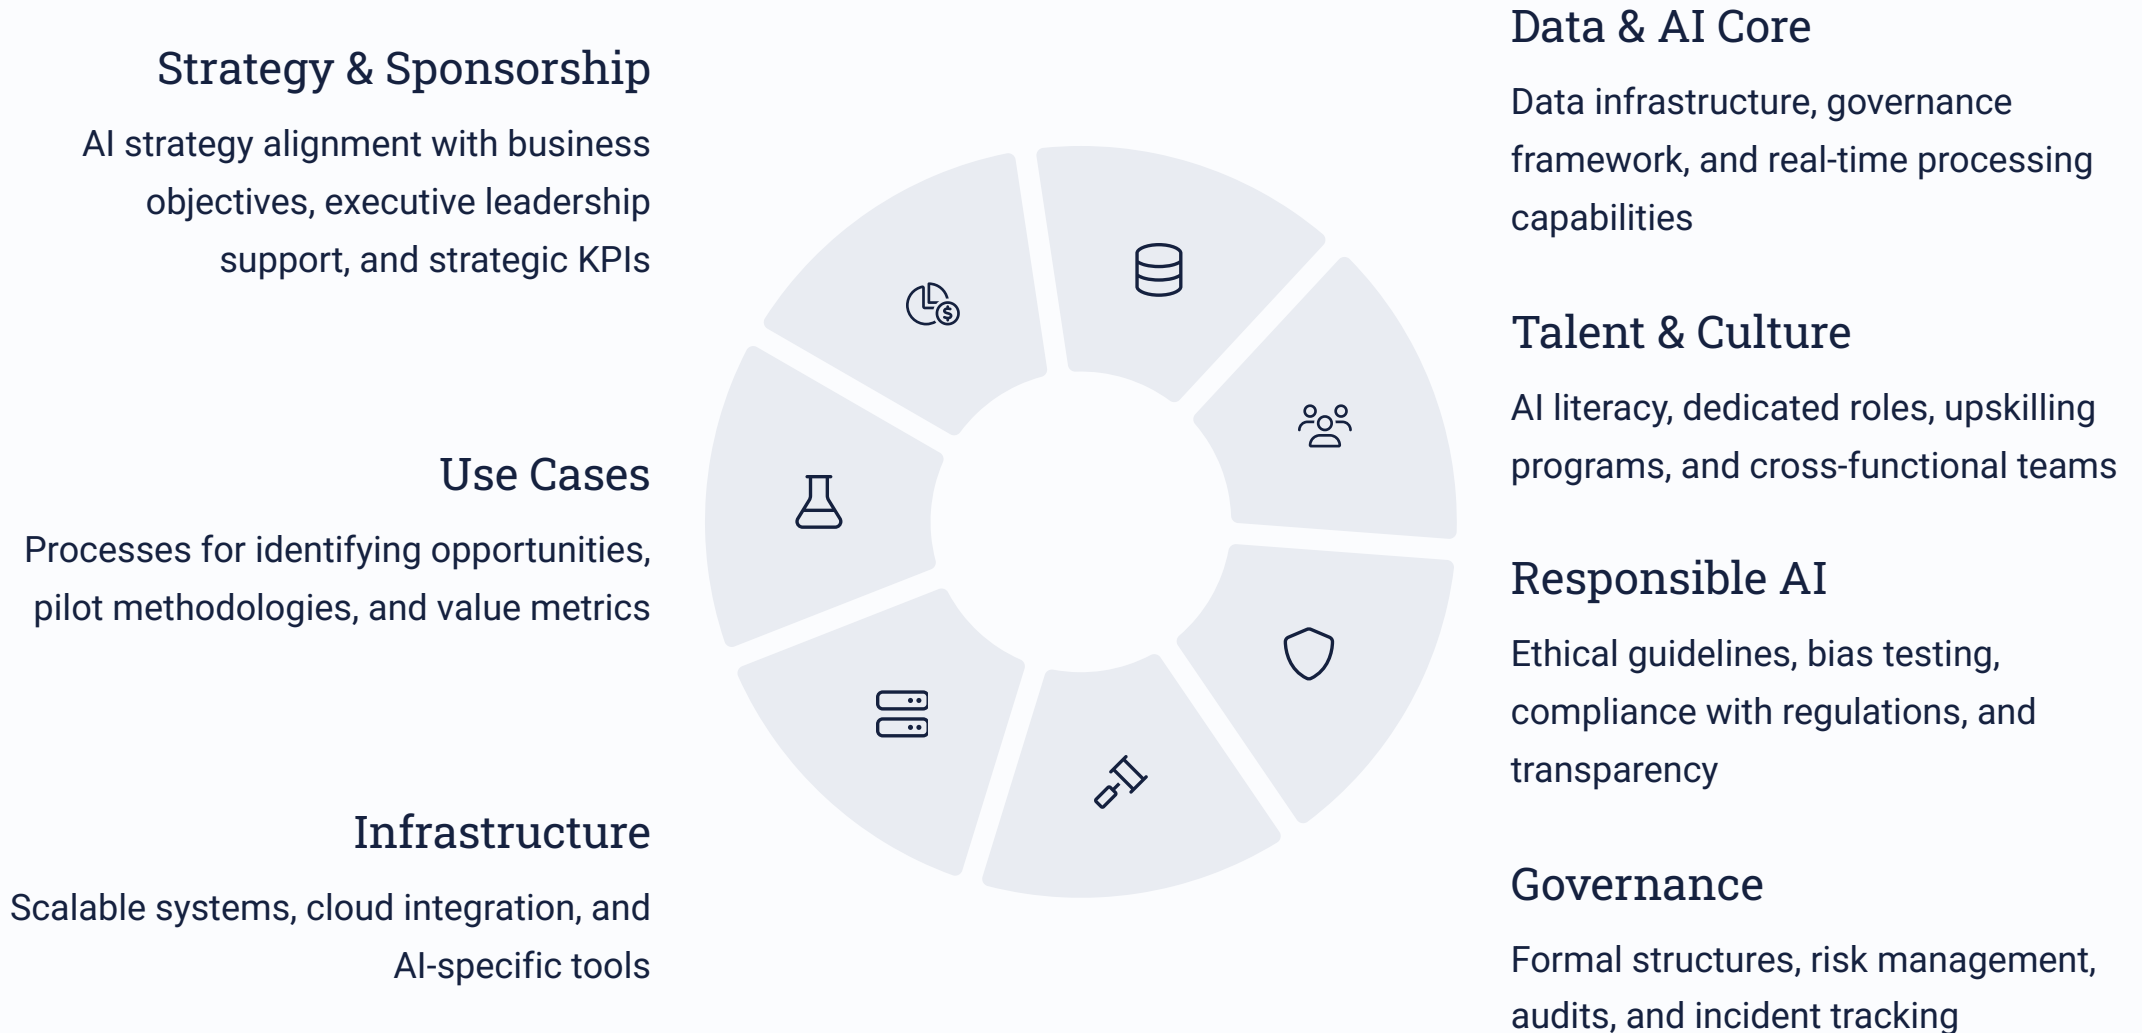 Strategy & Sponsorship
AI strategy alignment with business
objectives, executive leadership
support, and strategic KPIs
Use Cases
Processes for identifying opportunities,
pilot methodologies, and value metrics
Infrastructure
Scalable systems, cloud integration, and
AI-specific tools
$
Data & AI Core
Data infrastructure, governance
framework, and real-time processing
capabilities
Talent & Culture
AI literacy, dedicated roles, upskilling
programs, and cross-functional teams
Responsible AI
Ethical guidelines, bias testing,
compliance with regulations, and
transparency
Governance
Formal structures, risk management,
audits, and incident tracking